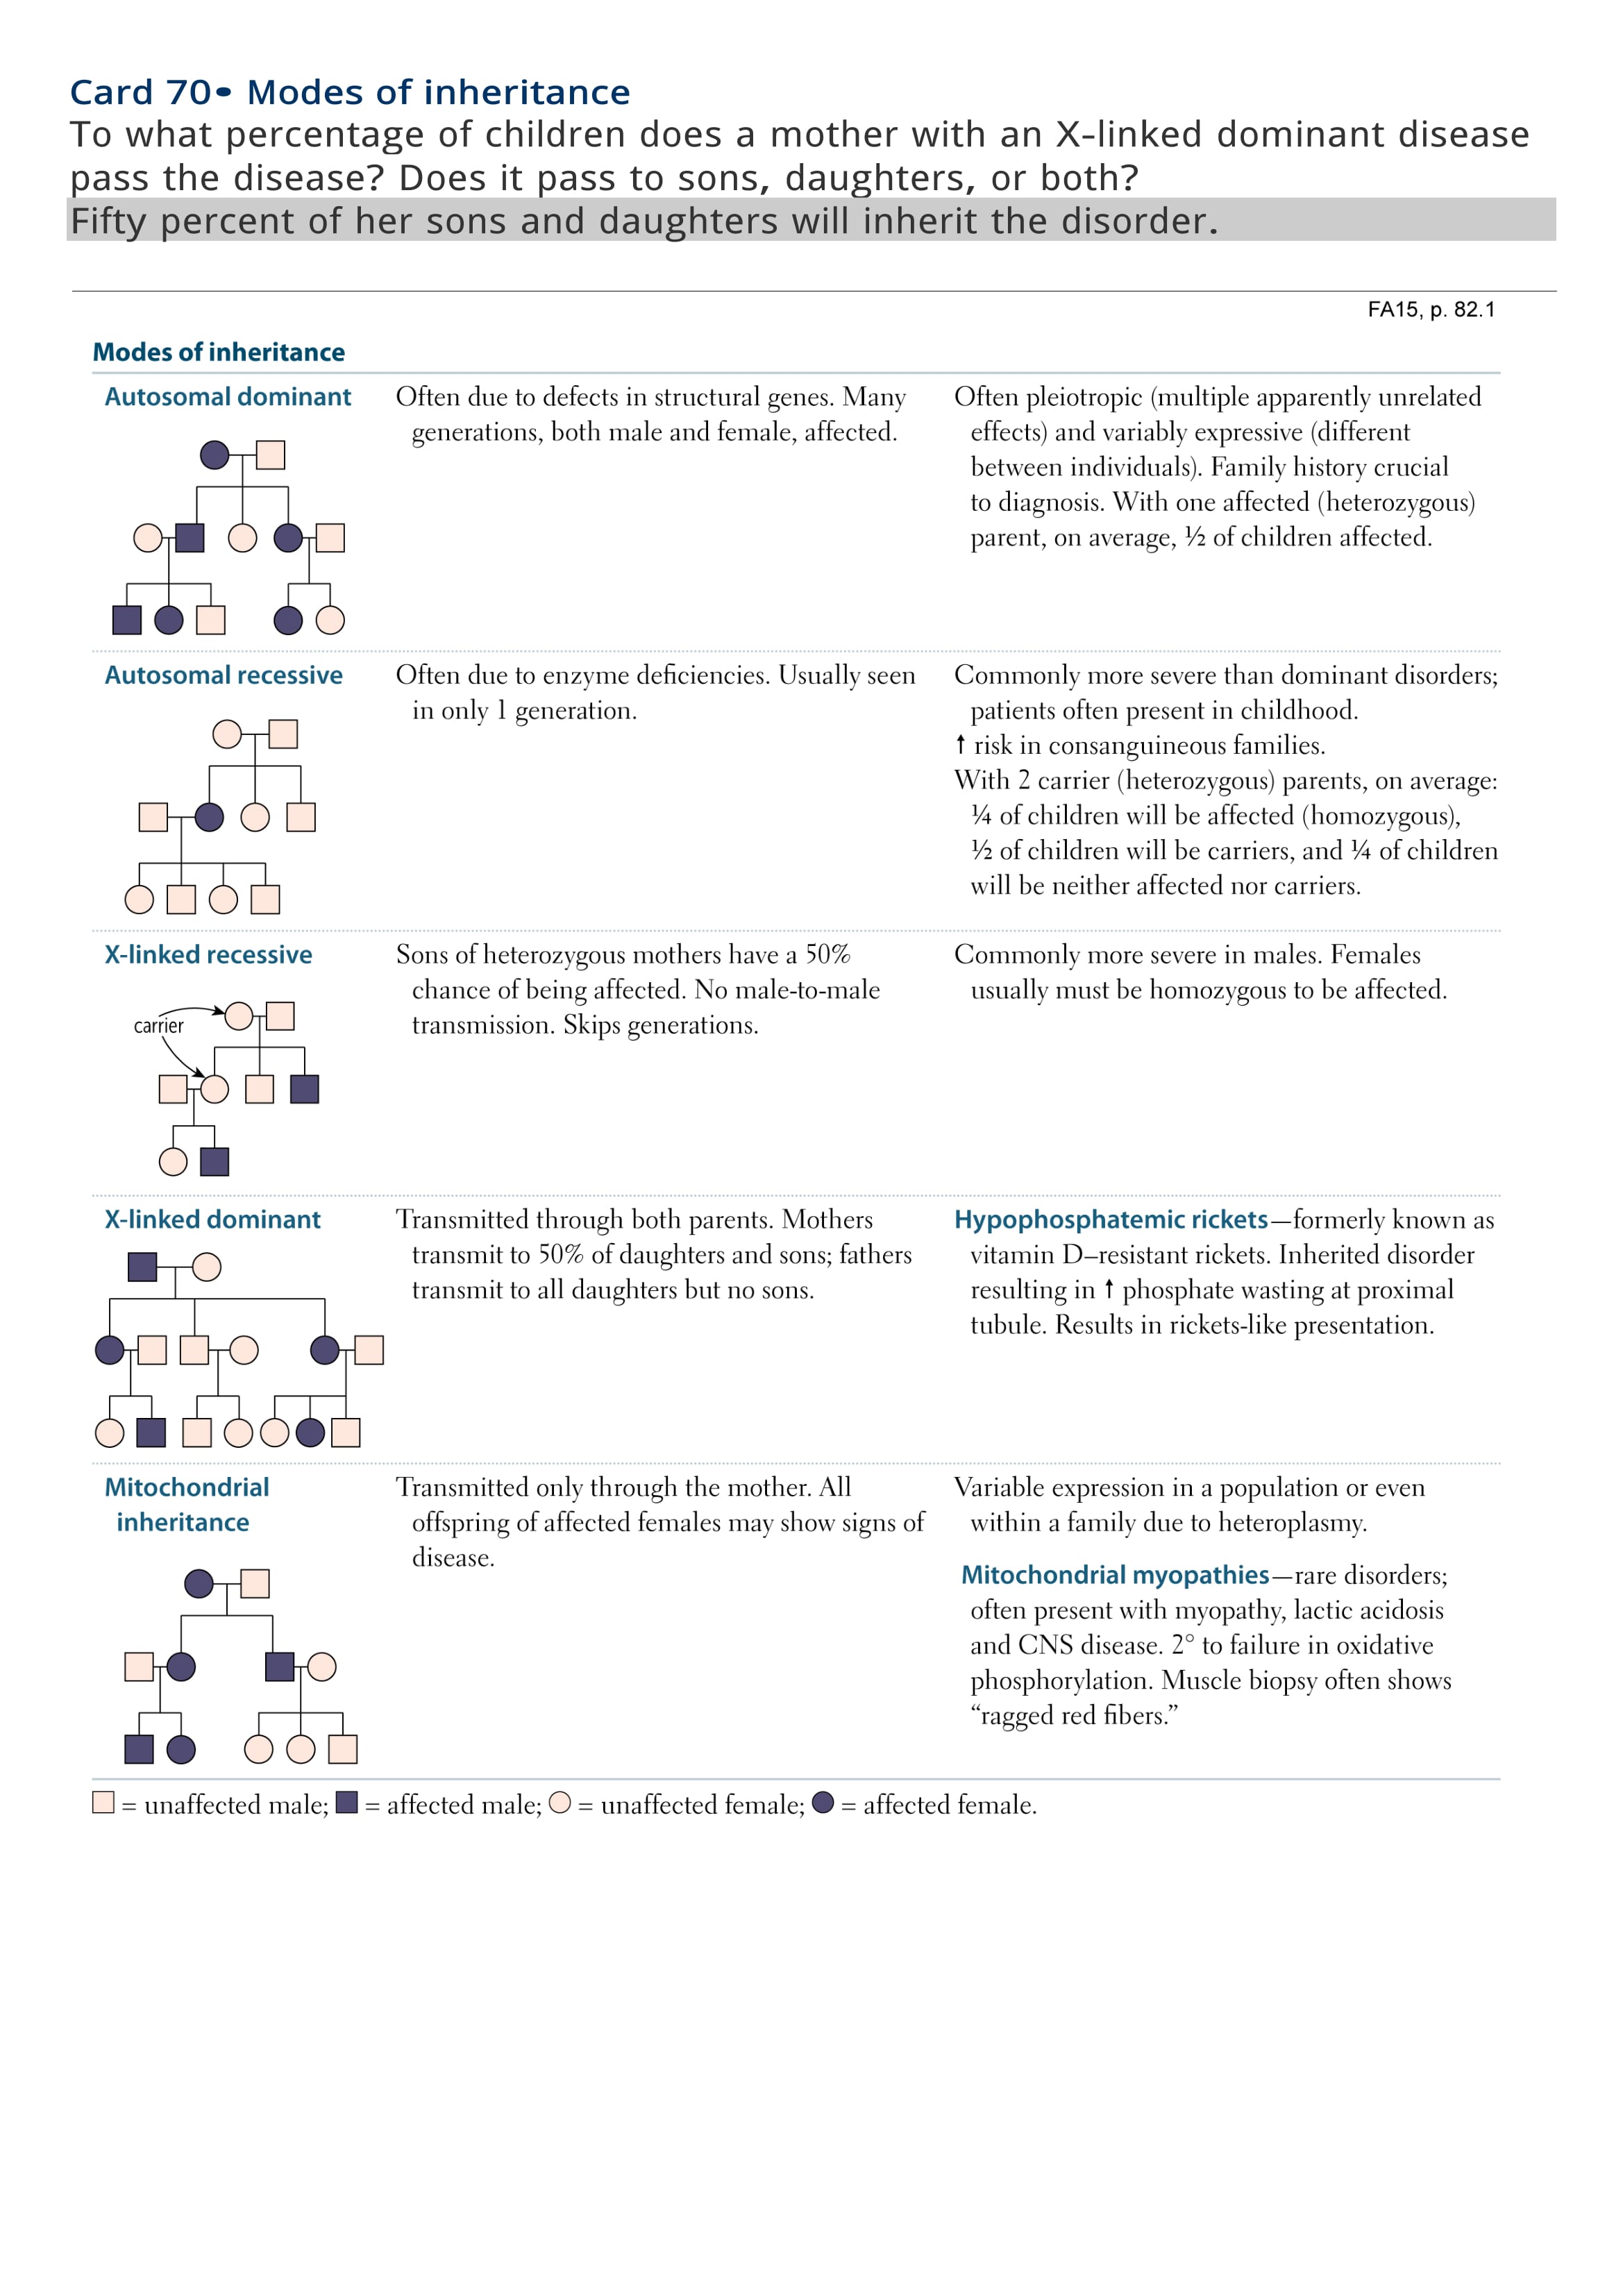 Card 70• Modes of inheritance
To what percentage of children does a mother with an X-linked dominant disease
pass the disease? Does it pass to sons, daughters, or both?
Fifty percent of her sons and daughters will inherit the disorder.
FA15, p. 82.1
Modes of inheritance
Autosomal dominant
Often due to defects in structural genes. Many
generations, both male and female, affected.
Often pleiotropic (multiple apparently unrelated
effects) and variably expressive (different
between individuals). Family history crucial
to diagnosis. With one affected (heterozygous)
parent, on average, ½ of children affected.
Autosomal recessive
Often due to enzyme deficiencies. Usually seen
in only 1 generation.
Commonly more severe than dominant disorders;
patients often present in childhood.
↑ risk in consanguineous families.
With 2 carrier (heterozygous) parents, on average:
¼ of children will be affected (homozygous),
½ of children will be carriers, and ¼ of children
will be neither affected nor carriers.
X-linked recessive
carrier
Sons of heterozygous mothers have a 50%
chance of being affected. No male-to-male
transmission. Skips generations.
Commonly more severe in males. Females
usually must be homozygous to be affected.
X-linked dominant
Transmitted through both parents. Mothers
transmit to 50% of daughters and sons; fathers
transmit to all daughters but no sons.
Hypophosphatemic rickets—formerly known as
vitamin D–resistant rickets. Inherited disorder
resulting in ↑ phosphate wasting at proximal
tubule. Results in rickets-like presentation.
Mitochondrial
inheritance
Transmitted only through the mother. All
offspring of affected females may show signs of
disease.
Variable expression in a population or even
within a family due to heteroplasmy.
Mitochondrial myopathies—rare disorders;
often present with myopathy, lactic acidosis
and CNS disease. 2° to failure in oxidative
phosphorylation. Muscle biopsy often shows
“ragged red fibers.”
= unaffected male; = affected male; = unaffected female; = affected female.